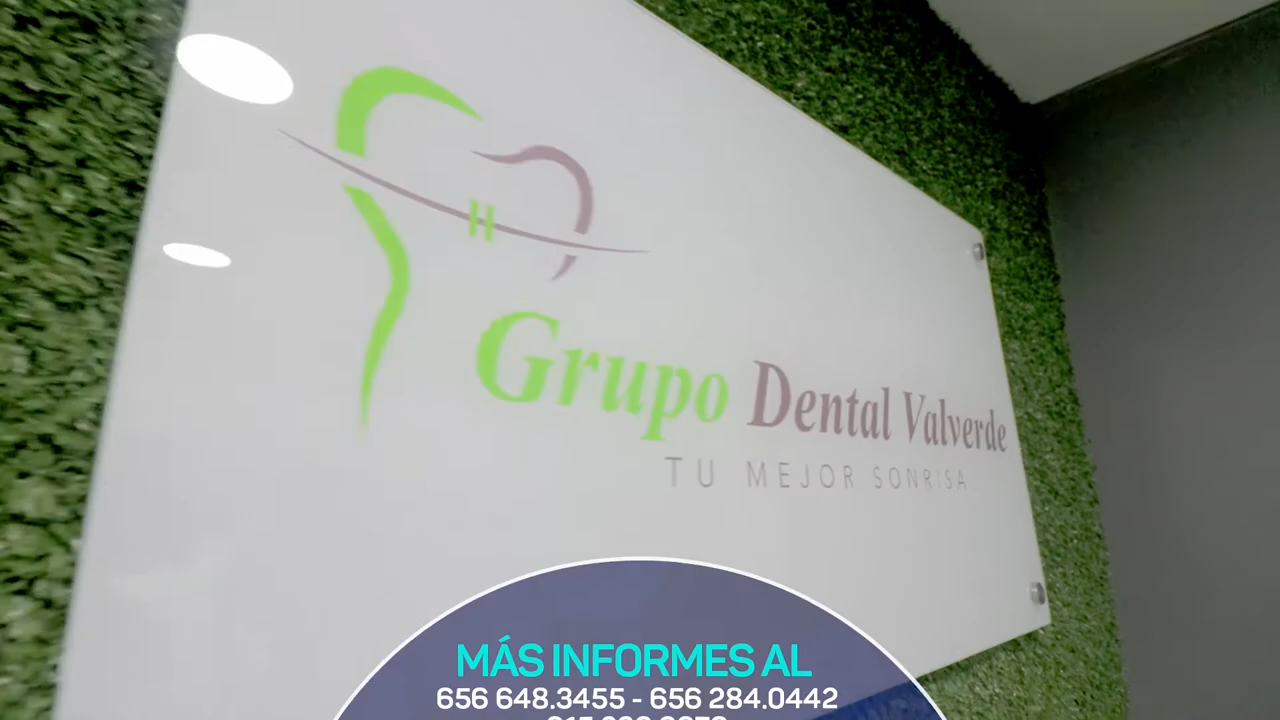 Grupo Dental Valverde
TU MEJOR SONRISA
MÁS INFORMES AL
656 648.3455 - 656 284.0442